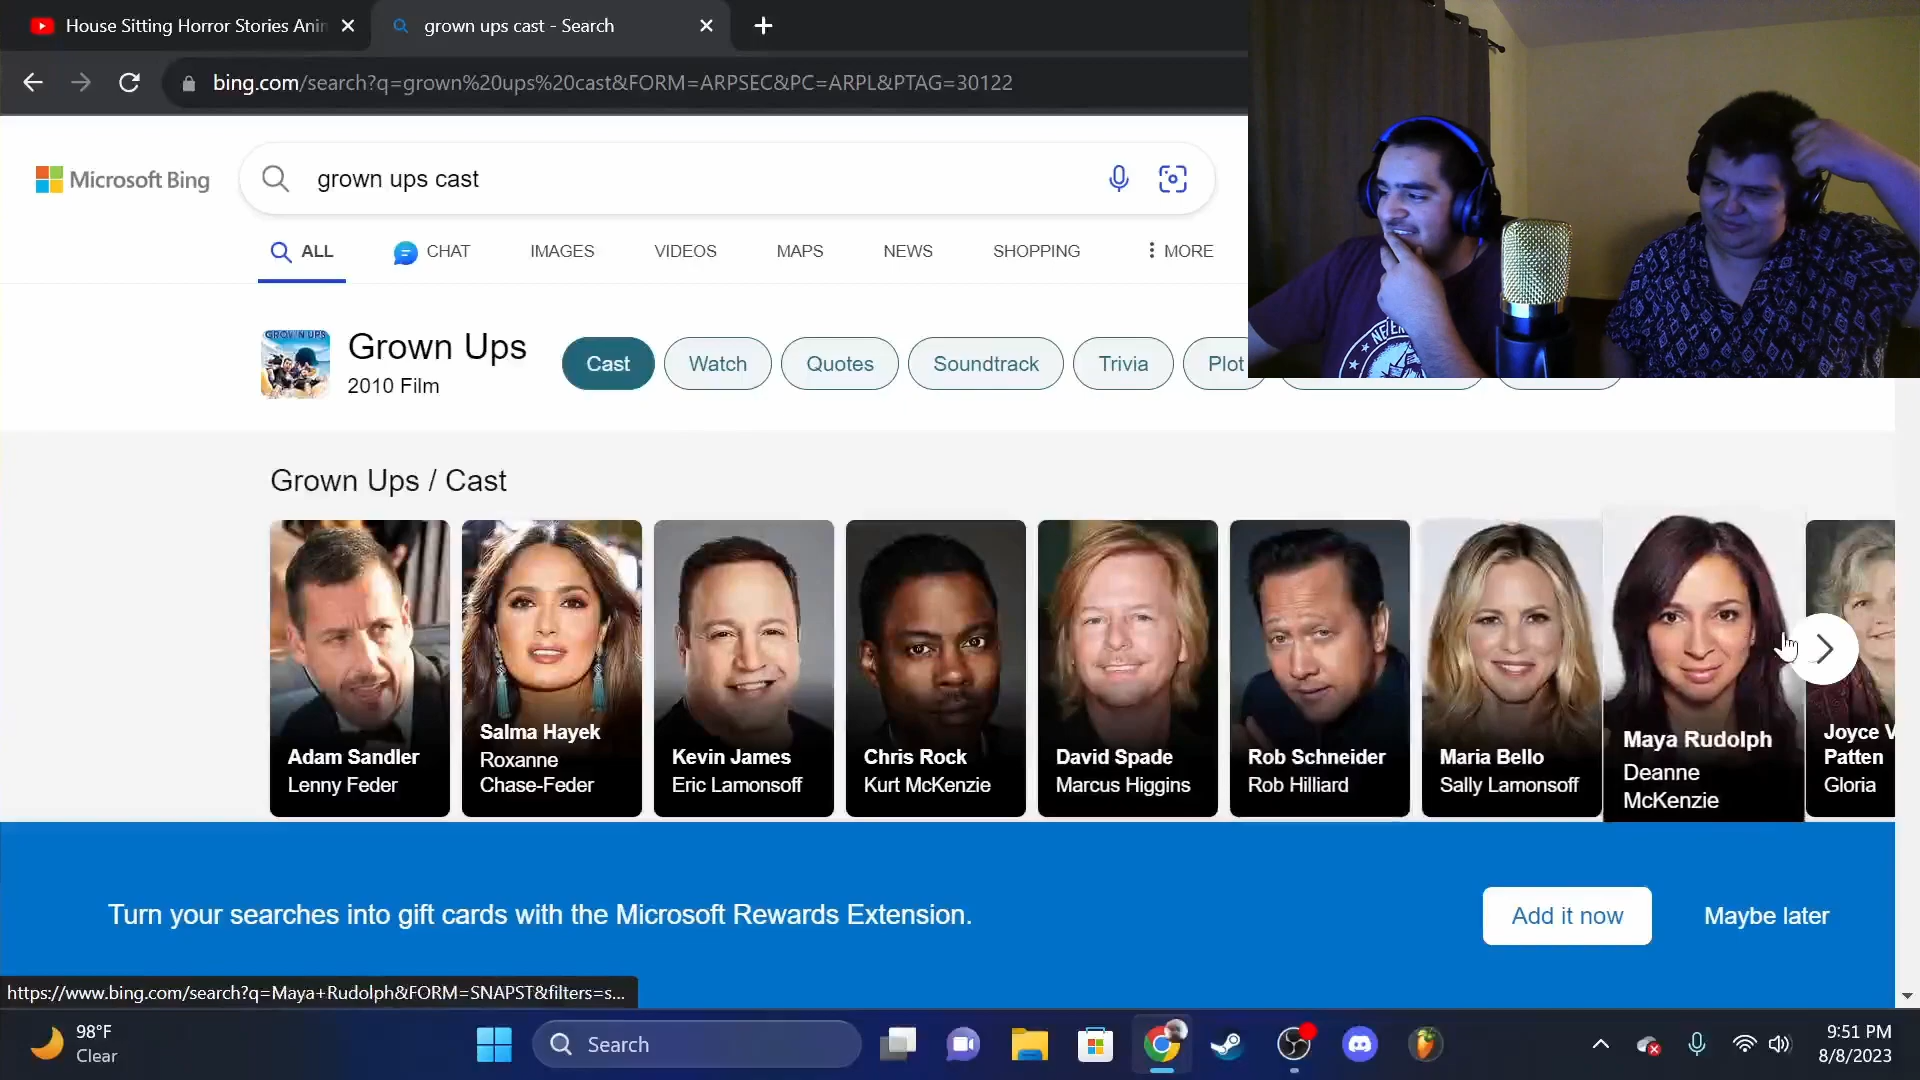 House Sitting Horror Stories Anin
grown ups cast - Search
bing.com/search?q=grown%20ups%20cast&FORM=ARPSEC&PC=ARPL&PTAG=30122
Microsoft Bing
grown ups cast
ALL CHAT IMAGES VIDEOS MAPS NEWS SHOPPING MORE
GROWN UPS
Grown Ups
2010 Film
Cast Watch Quotes Soundtrack Trivia Plot
Grown Ups / Cast
Adam Sandler
Lenny Feder
Salma Hayek
Roxanne
Chase-Feder
Kevin James
Eric Lamonsoff
Chris Rock
Kurt McKenzie
David Spade
Marcus Higgins
Rob Schneider
Rob Hilliard
Maria Bello
Sally Lamonsoff
Maya Rudolph
Deanne
McKenzie
Joyce V
Patten
Gloria
Turn your searches into gift cards with the Microsoft Rewards Extension.
Add it now
Maybe later
https://www.bing.com/search?q=Maya+Rudolph&FORM=SNAPST&filters=s...
98°F
Clear
Search
9:51 PM
8/8/2023